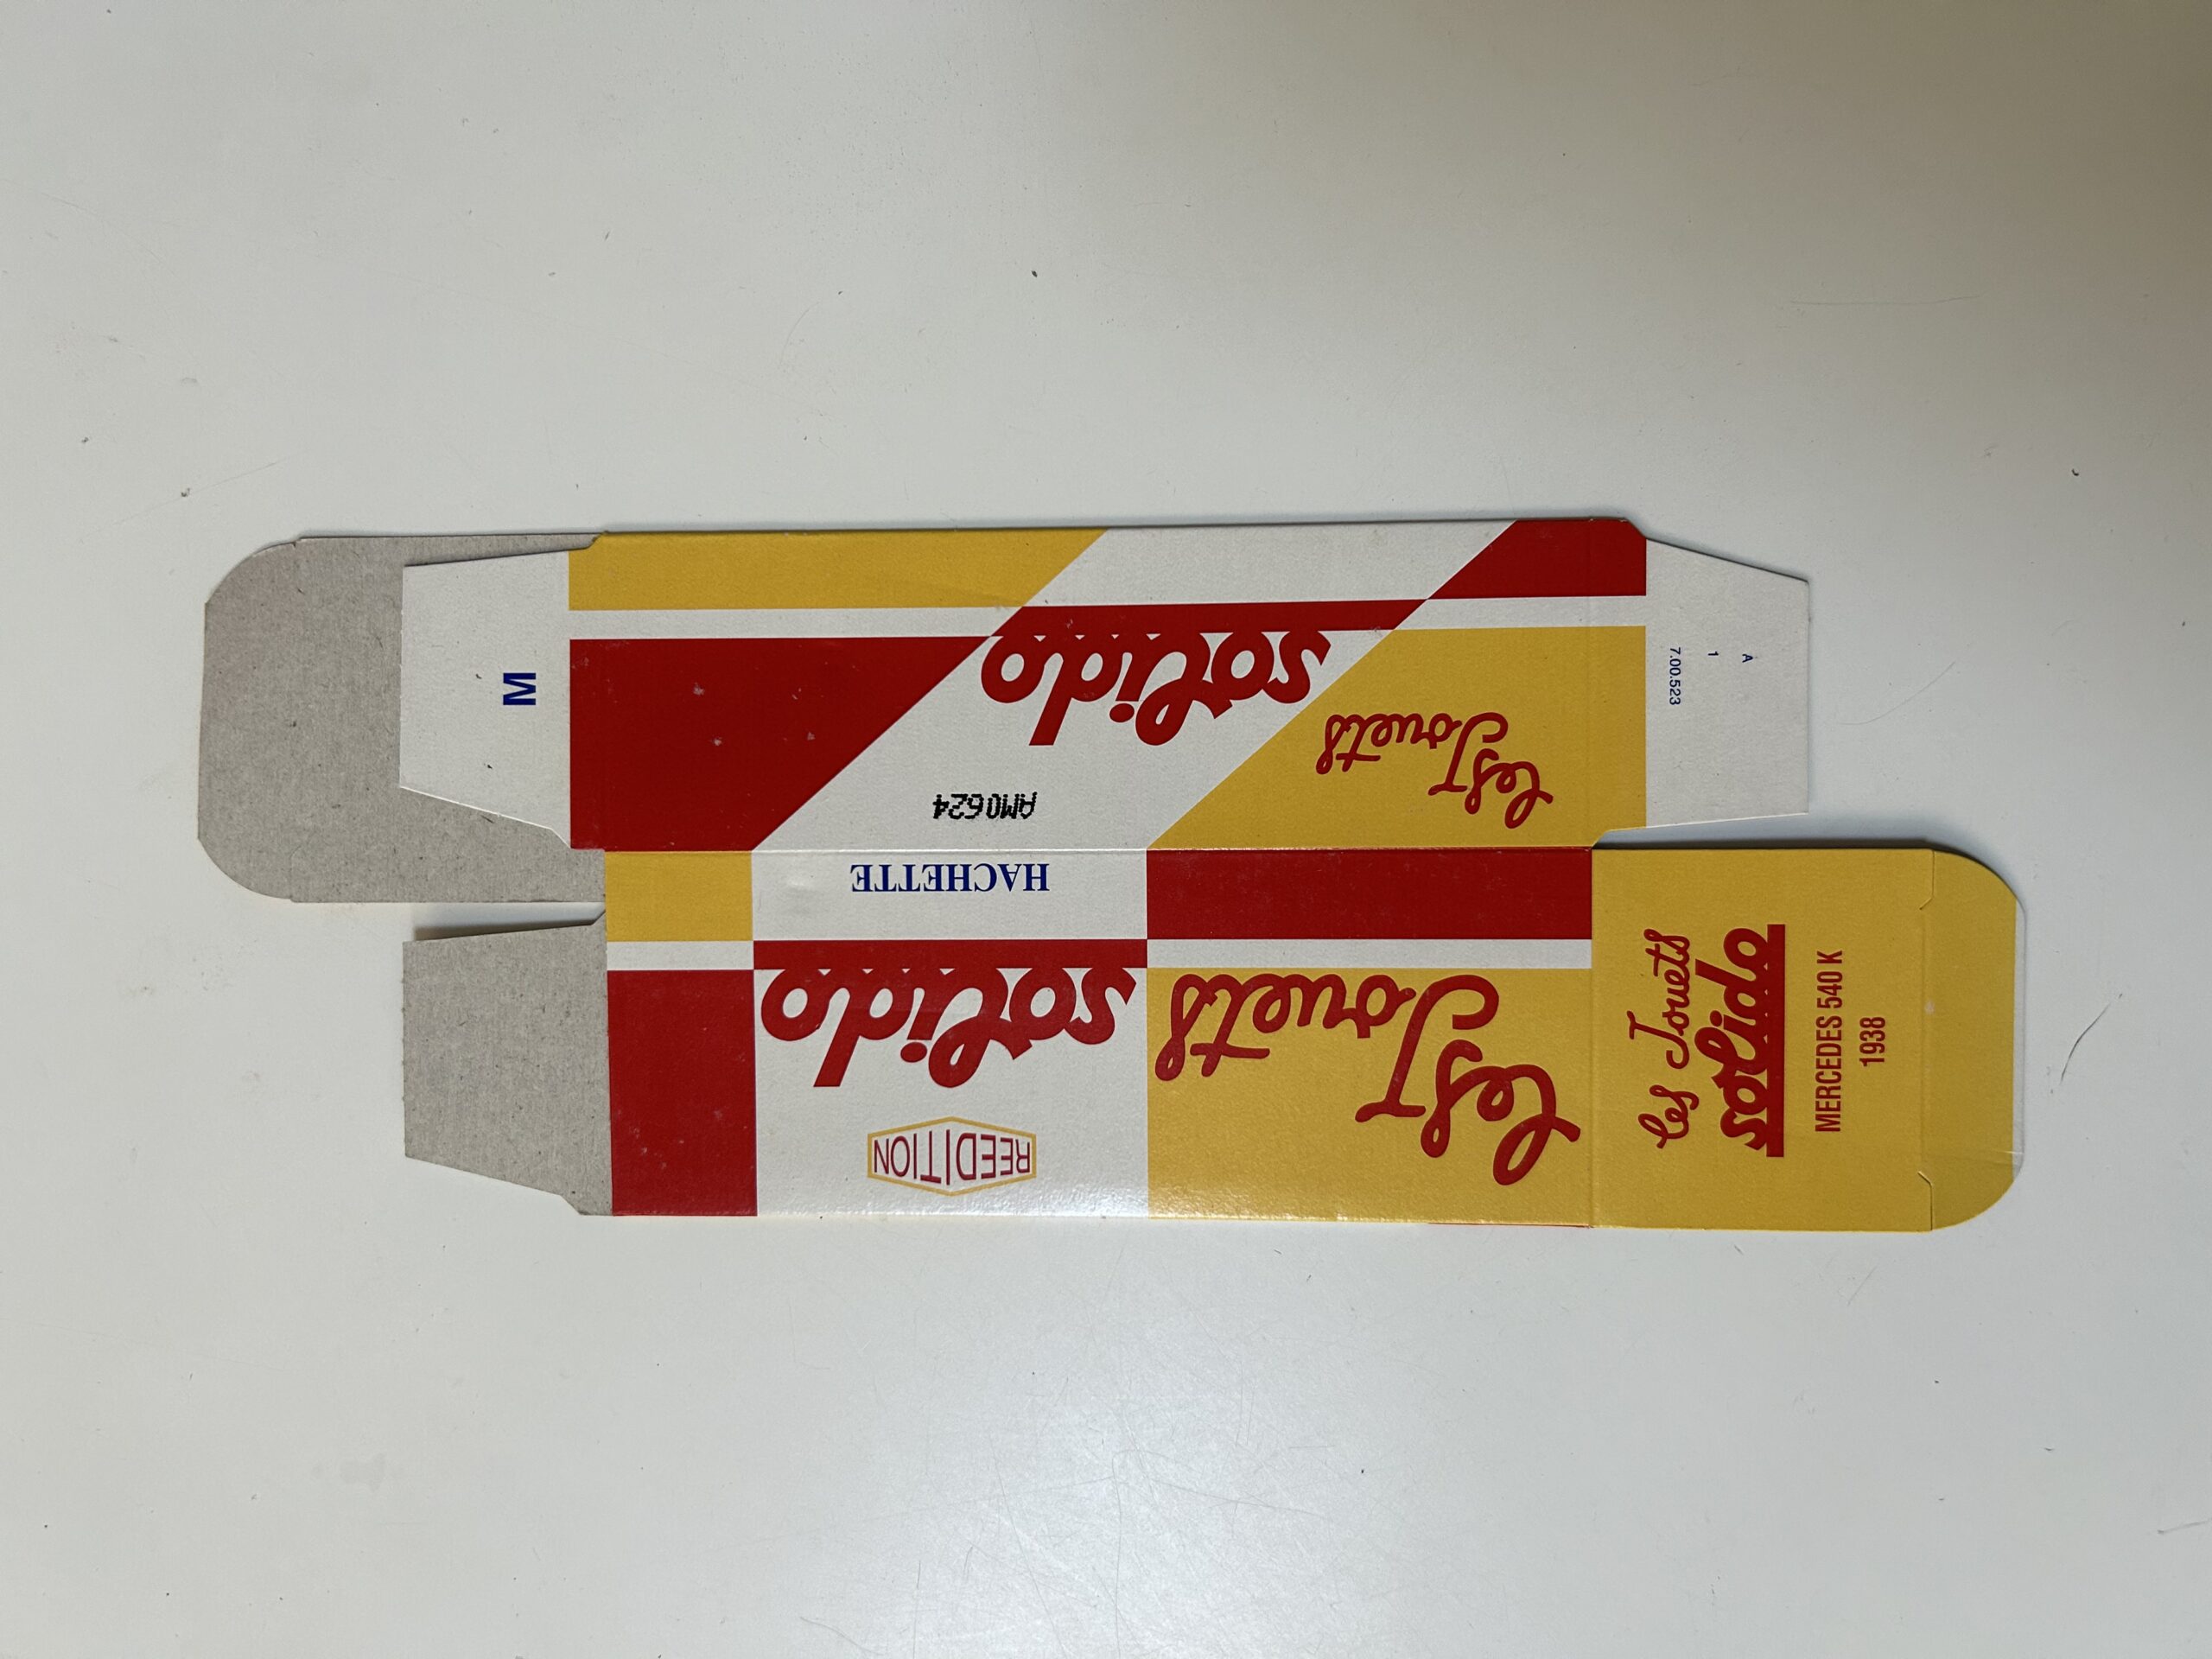 Les Jouets
solido
REEDITION
HACHETTE
Les Jouets
solido
AM0624
M
Les Jouets
solido
MERCEDES 540 K
1938
7.00.523
1
A